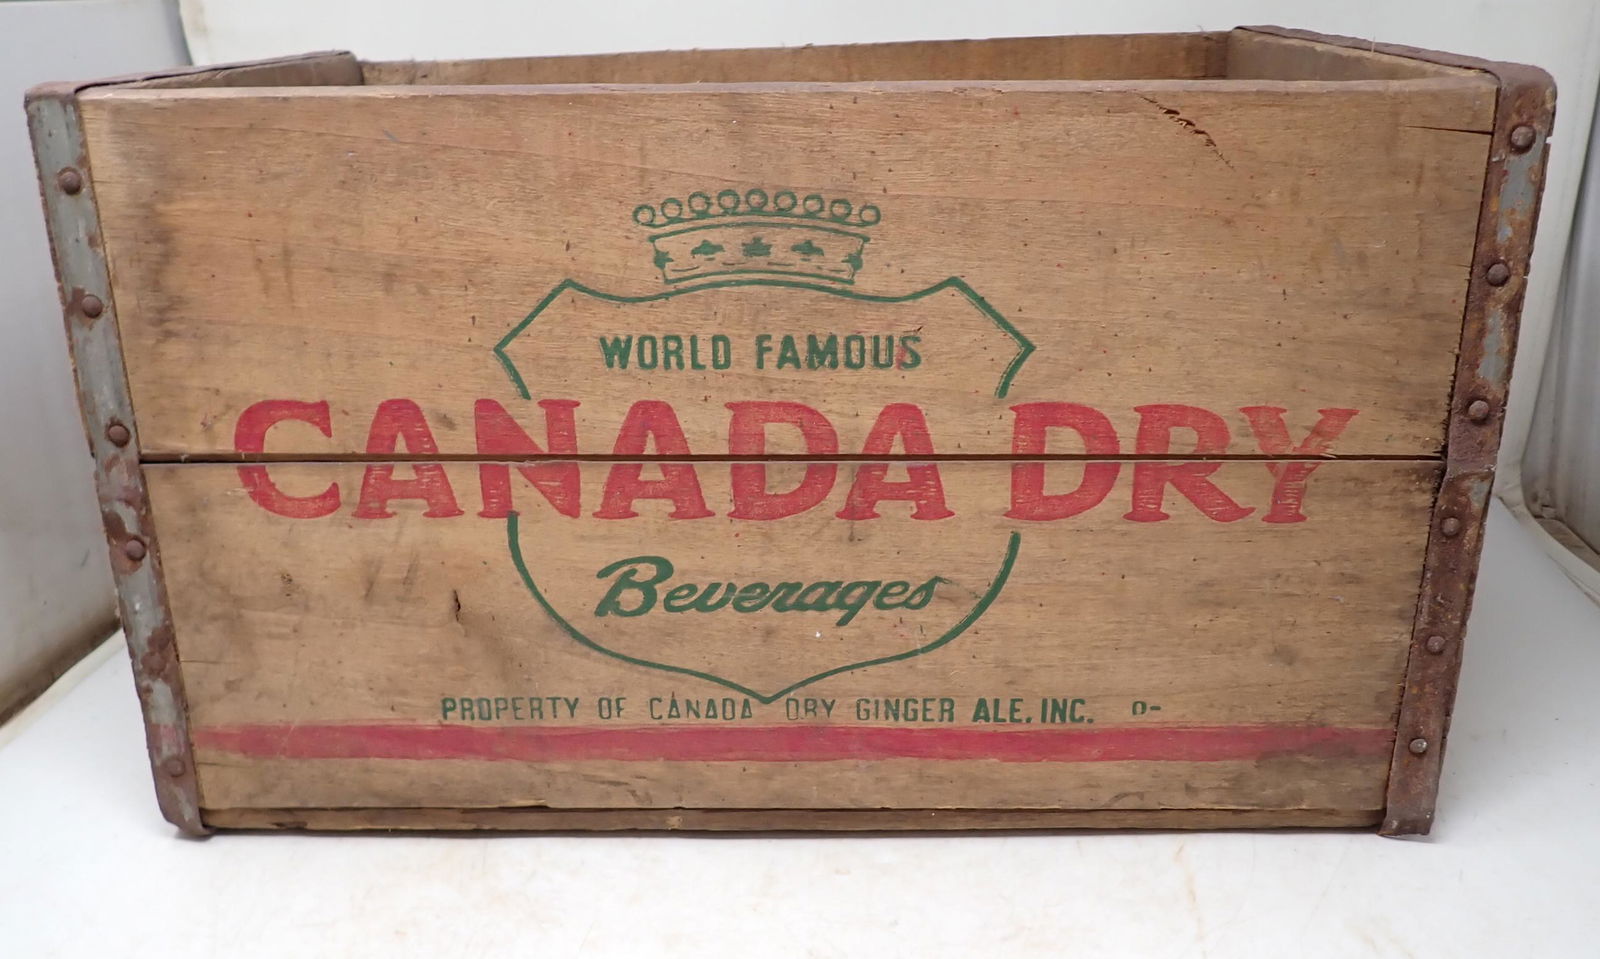 WORLD FAMOUS
CANADA DRY
Beverages
PROPERTY OF CANADA DRY GINGER ALE, INC. O-